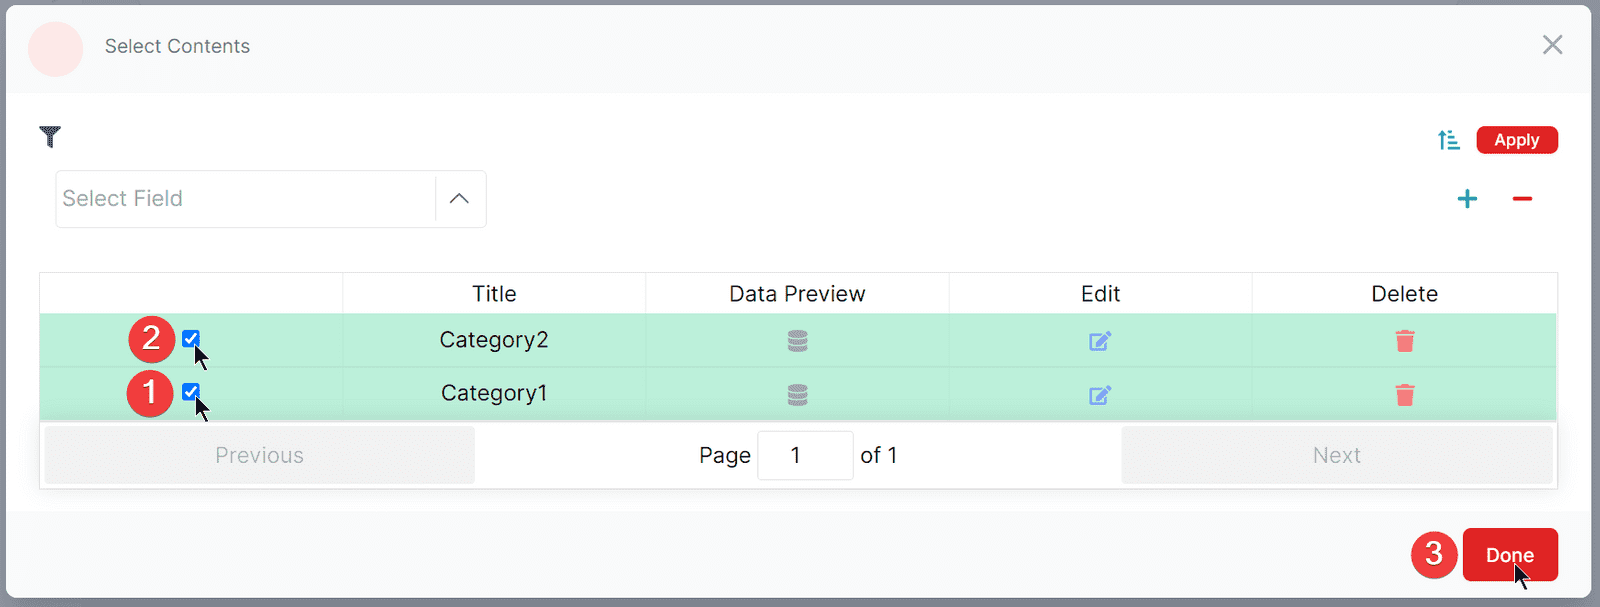 Select Contents
Apply
Select Field
Title Data Preview Edit Delete
2 Category2
1 Category1
Previous Page 1 of 1 Next
3 Done